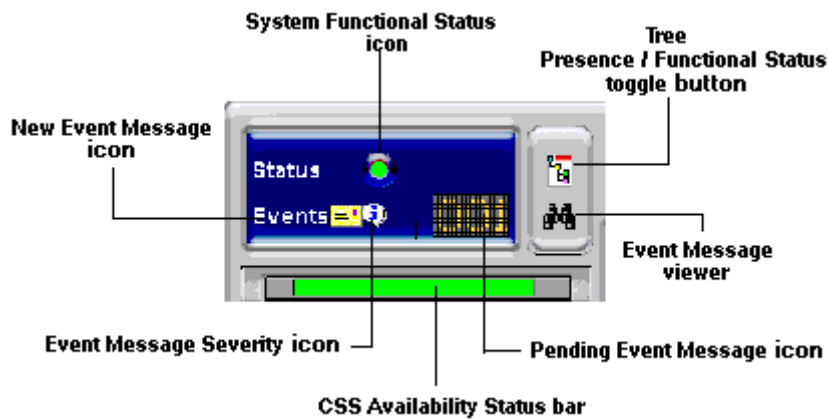 System Functional Status
icon
Tree
Presence / Functional Status
toggle button
New Event Message
icon
Status
Events
Event Message
viewer
Event Message Severity icon
Pending Event Message icon
CSS Availability Status bar